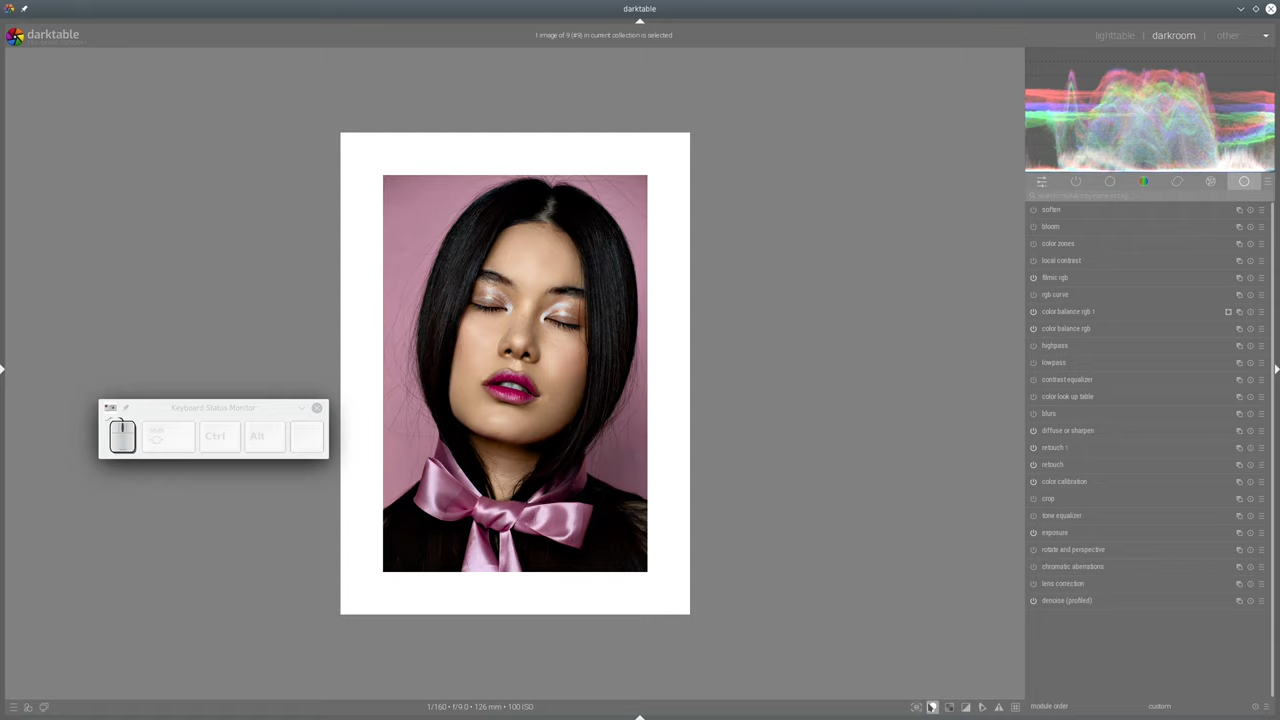 darktable
darktable
1 image of 9 (#9) in current collection is selected
lighttable | darkroom | other
soften
bloom
color zones
local contrast
filmic rgb
rgb curve
color balance rgb 1
color balance rgb
highpass
lowpass
contrast equalizer
color look up table
blurs
diffuse or sharpen
retouch 1
retouch
color calibration
crop
tone equalizer
exposure
rotate and perspective
chromatic aberrations
lens correction
denoise (profiled)
Keyboard Status Monitor
Shift
Ctrl
Alt
1/160 • f/9.0 • 126 mm • 100 ISO
module order
custom